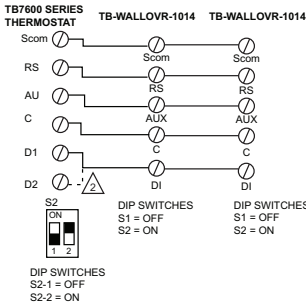 TB7600 SERIES
THERMOSTAT
TB-WALLOVR-1014
TB-WALLOVR-1014
Scom
Scom
Scom
RS
RS
RS
AU
AUX
AUX
C
C
C
D1
DI
DI
D2
2
S2
ON
1 2
DIP SWITCHES
S2-1 = OFF
S2-2 = ON
DIP SWITCHES
S1 = OFF
S2 = ON
DIP SWITCHES
S1 = OFF
S2 = ON